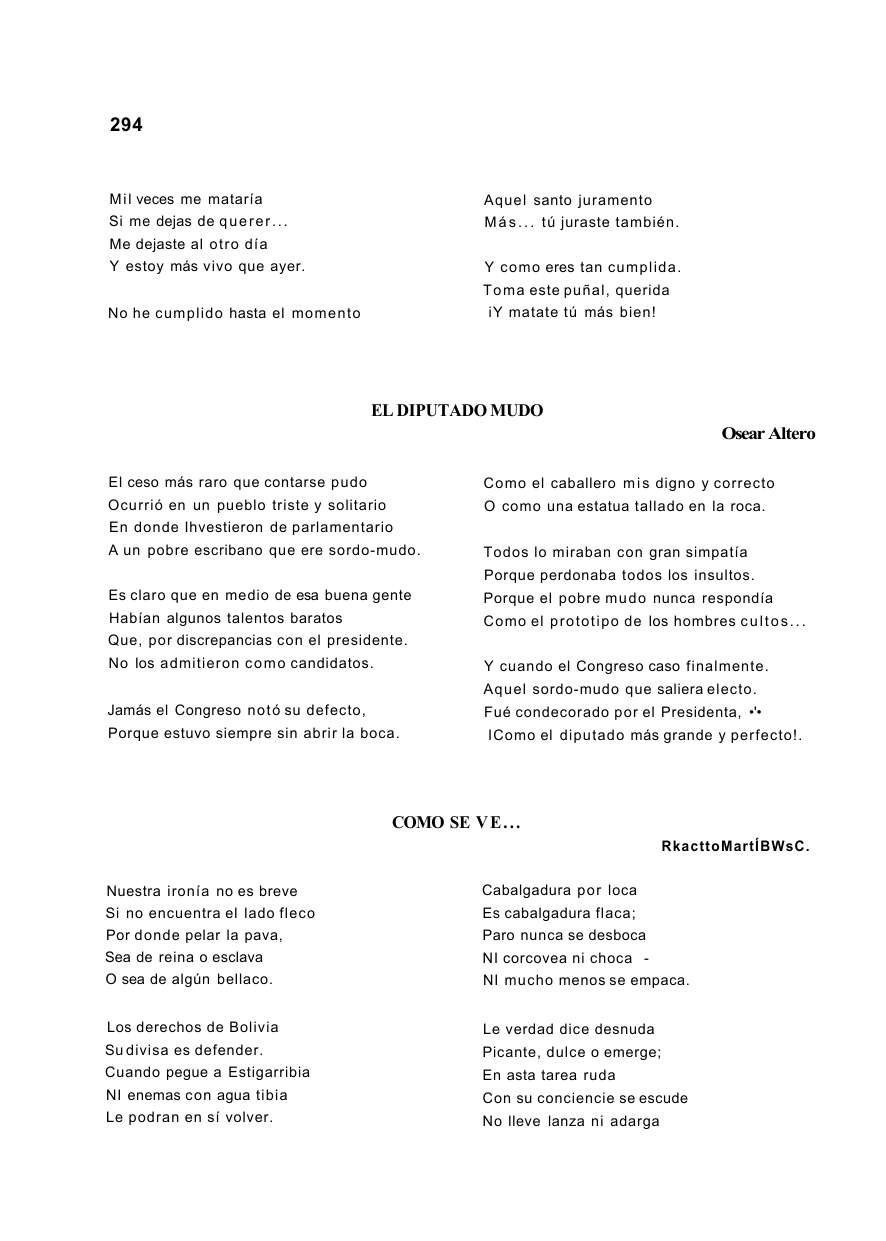 294
Mil veces me mataría
Si me dejas de querer...
Me dejaste al otro día
Y estoy más vivo que ayer.
No he cumplido hasta el momento
Aquel santo juramento
Más... tú juraste también.
Y como eres tan cumplida.
Toma este puñal, querida
¡Y matate tú más bien!
EL DIPUTADO MUDO
Osear Altero
El ceso más raro que contarse pudo
Ocurrió en un pueblo triste y solitario
En donde lhvestieron de parlamentario
A un pobre escribano que ere sordo-mudo.
Es claro que en medio de esa buena gente
Habían algunos talentos baratos
Que, por discrepancias con el presidente.
No los admitieron como candidatos.
Jamás el Congreso notó su defecto,
Porque estuvo siempre sin abrir la boca.
Como el caballero mis digno y correcto
O como una estatua tallado en la roca.
Todos lo miraban con gran simpatía
Porque perdonaba todos los insultos.
Porque el pobre mudo nunca respondía
Como el prototipo de los hombres cultos...
Y cuando el Congreso caso finalmente.
Aquel sordo-mudo que saliera electo.
Fué condecorado por el Presidenta, •'•
lComo el diputado más grande y perfecto!.
COMO SE VE...
RkacttoMartÍBWsC.
Nuestra ironía no es breve
Si no encuentra el lado fleco
Por donde pelar la pava,
Sea de reina o esclava
O sea de algún bellaco.
Los derechos de Bolivia
Su divisa es defender.
Cuando pegue a Estigarribia
Nl enemas con agua tibia
Le podran en sí volver.
Cabalgadura por loca
Es cabalgadura flaca;
Paro nunca se desboca
Nl corcovea ni choca -
Nl mucho menos se empaca.
Le verdad dice desnuda
Picante, dulce o emerge;
En asta tarea ruda
Con su conciencie se escude
No lleve lanza ni adarga